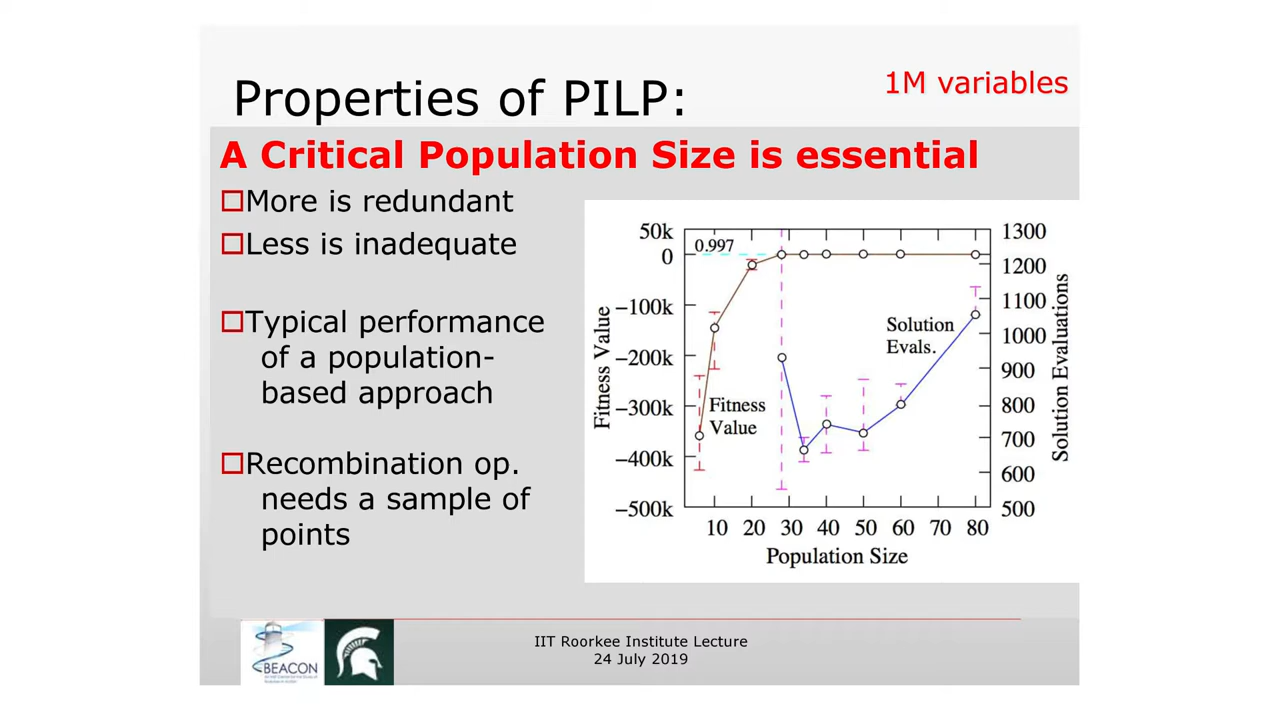 Properties of PILP:
1M variables
A Critical Population Size is essential
More is redundant
Less is inadequate
Typical performance
of a population-
based approach
Recombination op.
needs a sample of
points
50k
0
−100k
−200k
−300k
−400k
−500k
Fitness Value
0.997
Fitness
Value
Solution
Evals.
1300
1200
1100
1000
900
800
700
600
500
Solution Evaluations
10 20 30 40 50 60 70 80
Population Size
BEACON
IIT Roorkee Institute Lecture
24 July 2019